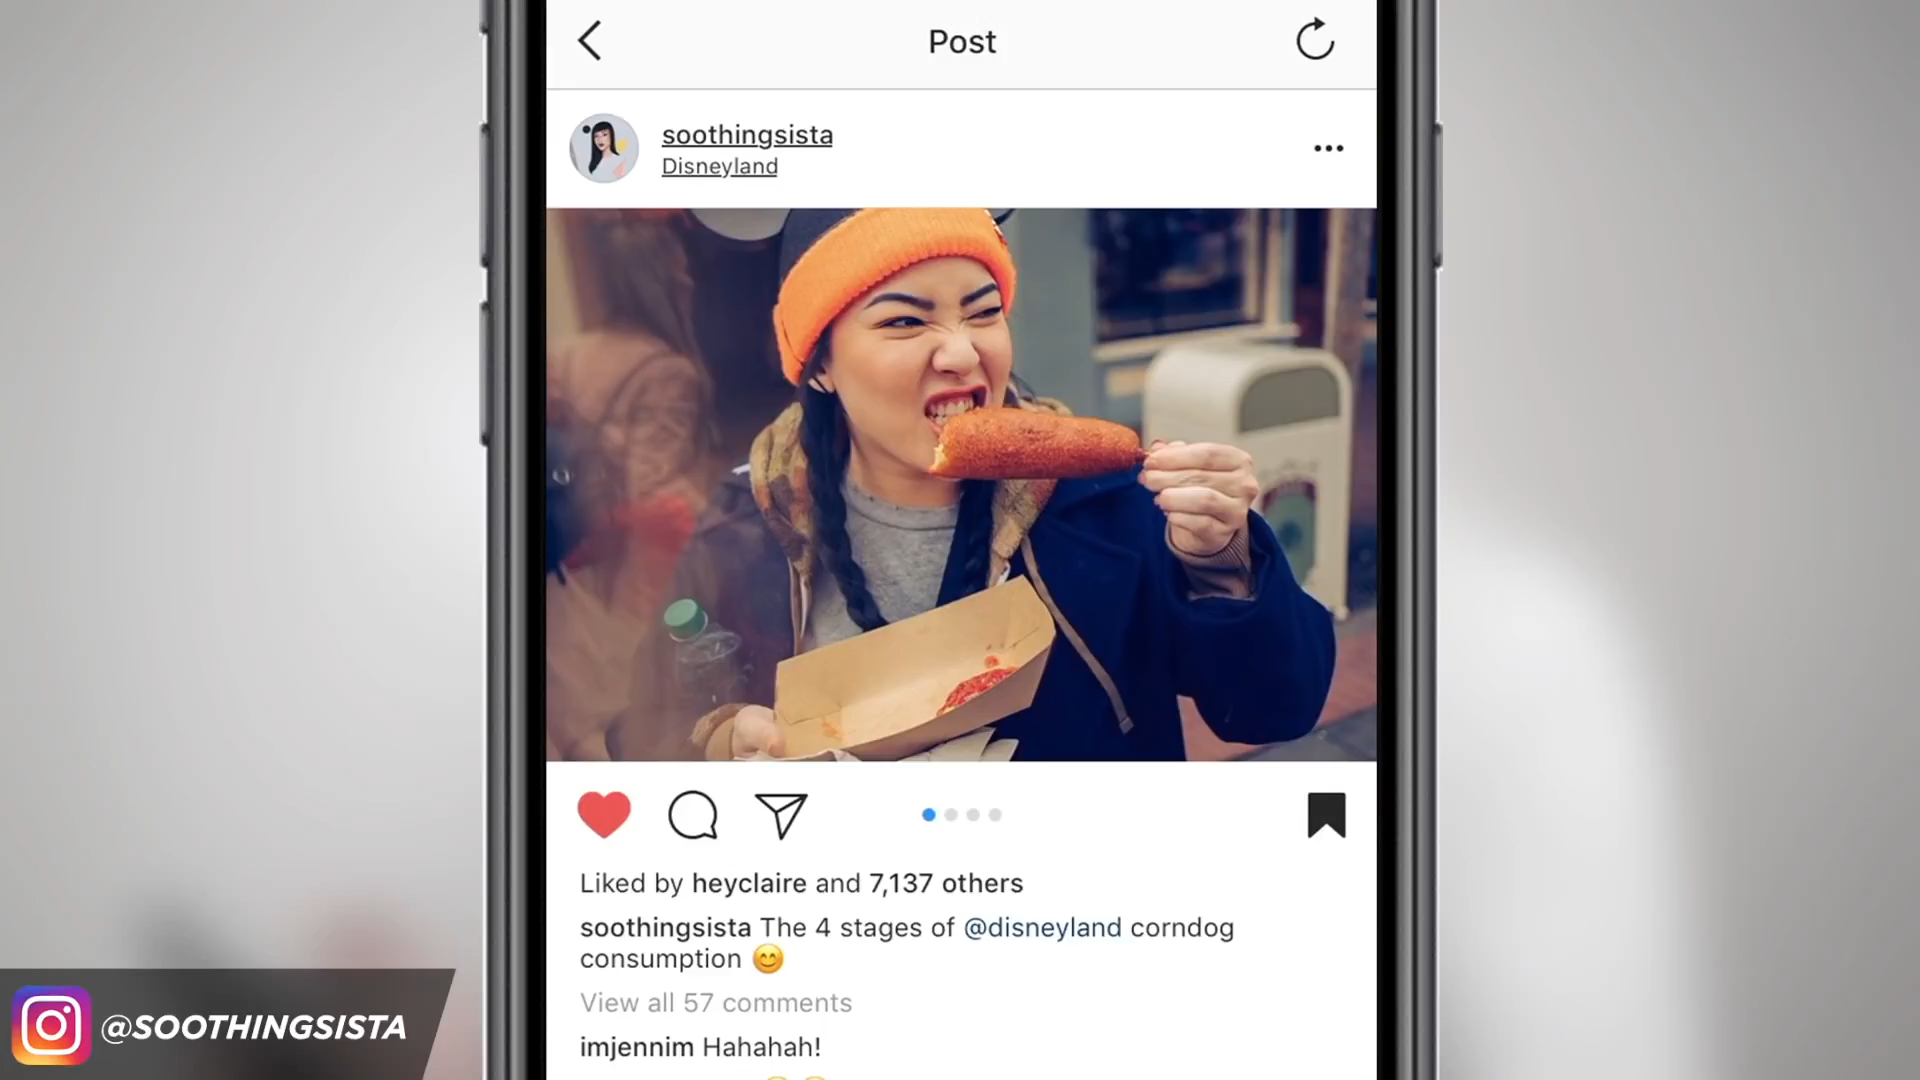 Post
soothingsista
Disneyland
Liked by heyclaire and 7,137 others
soothingsista The 4 stages of @disneyland corndog
consumption 😊
View all 57 comments
imjennim Hahahah!
@SOOTHINGSISTA